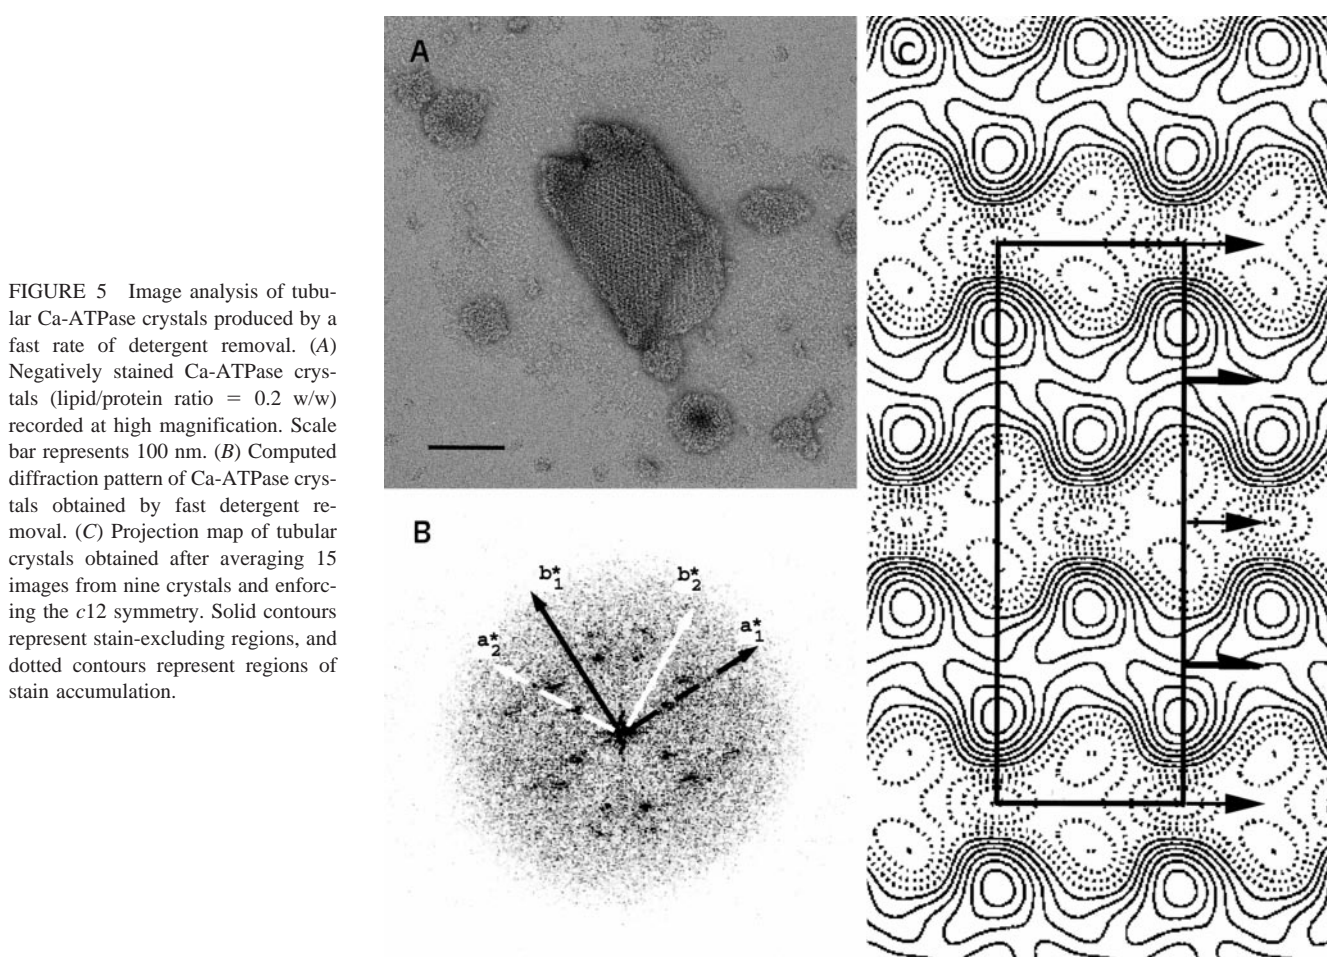 FIGURE 5 Image analysis of tubu-
lar Ca-ATPase crystals produced by a
fast rate of detergent removal. (A)
Negatively stained Ca-ATPase crys-
tals (lipid/protein ratio = 0.2 w/w)
recorded at high magnification. Scale
bar represents 100 nm. (B) Computed
diffraction pattern of Ca-ATPase crys-
tals obtained by fast detergent re-
moval. (C) Projection map of tubular
crystals obtained after averaging 15
images from nine crystals and enforc-
ing the c12 symmetry. Solid contours
represent stain-excluding regions, and
dotted contours represent regions of
stain accumulation.
A
B
b*1
b*2
a*2
a*1
C